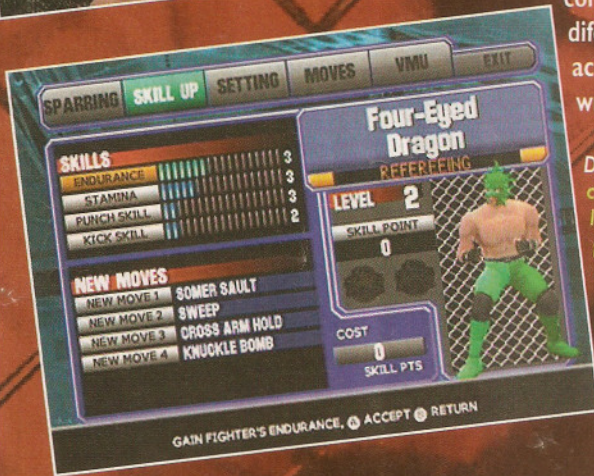 SPARRING SKILL UP SETTING MOVES VMU EXIT
Four-Eyed
Dragon
REFEREEING
SKILLS
ENDURANCE 3
STAMINA 3
PUNCH SKILL 3
KICK SKILL 2
LEVEL 2
SKILL POINT
0
NEW MOVES
NEW MOVE 1 SOMER SAULT
NEW MOVE 2 SWEEP
NEW MOVE 3 CROSS ARM HOLD
NEW MOVE 4 KNUCKLE BOMB
COST
0
SKILL PTS
GAIN FIGHTER'S ENDURANCE, A ACCEPT B RETURN